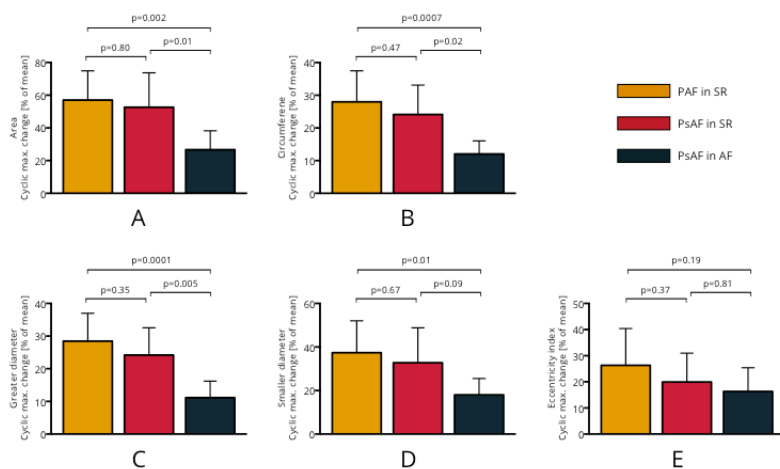 p=0.002
p=0.80
p=0.01
Area
Cyclic max. change [% of mean]
80
60
40
20
0
A
p=0.0007
p=0.47
p=0.02
Circumferene
Cyclic max. change [% of mean]
40
30
20
10
0
B
PAF in SR
PsAF in SR
PsAF in AF
p=0.0001
p=0.35
p=0.005
Greater diameter
Cyclic max. change [% of mean]
40
30
20
10
0
C
p=0.01
p=0.67
p=0.09
Smaller diameter
Cyclic max. change [% of mean]
60
40
20
0
D
p=0.19
p=0.37
p=0.81
Eccentricity index
Cyclic max. change [% of mean]
50
40
30
20
10
0
E